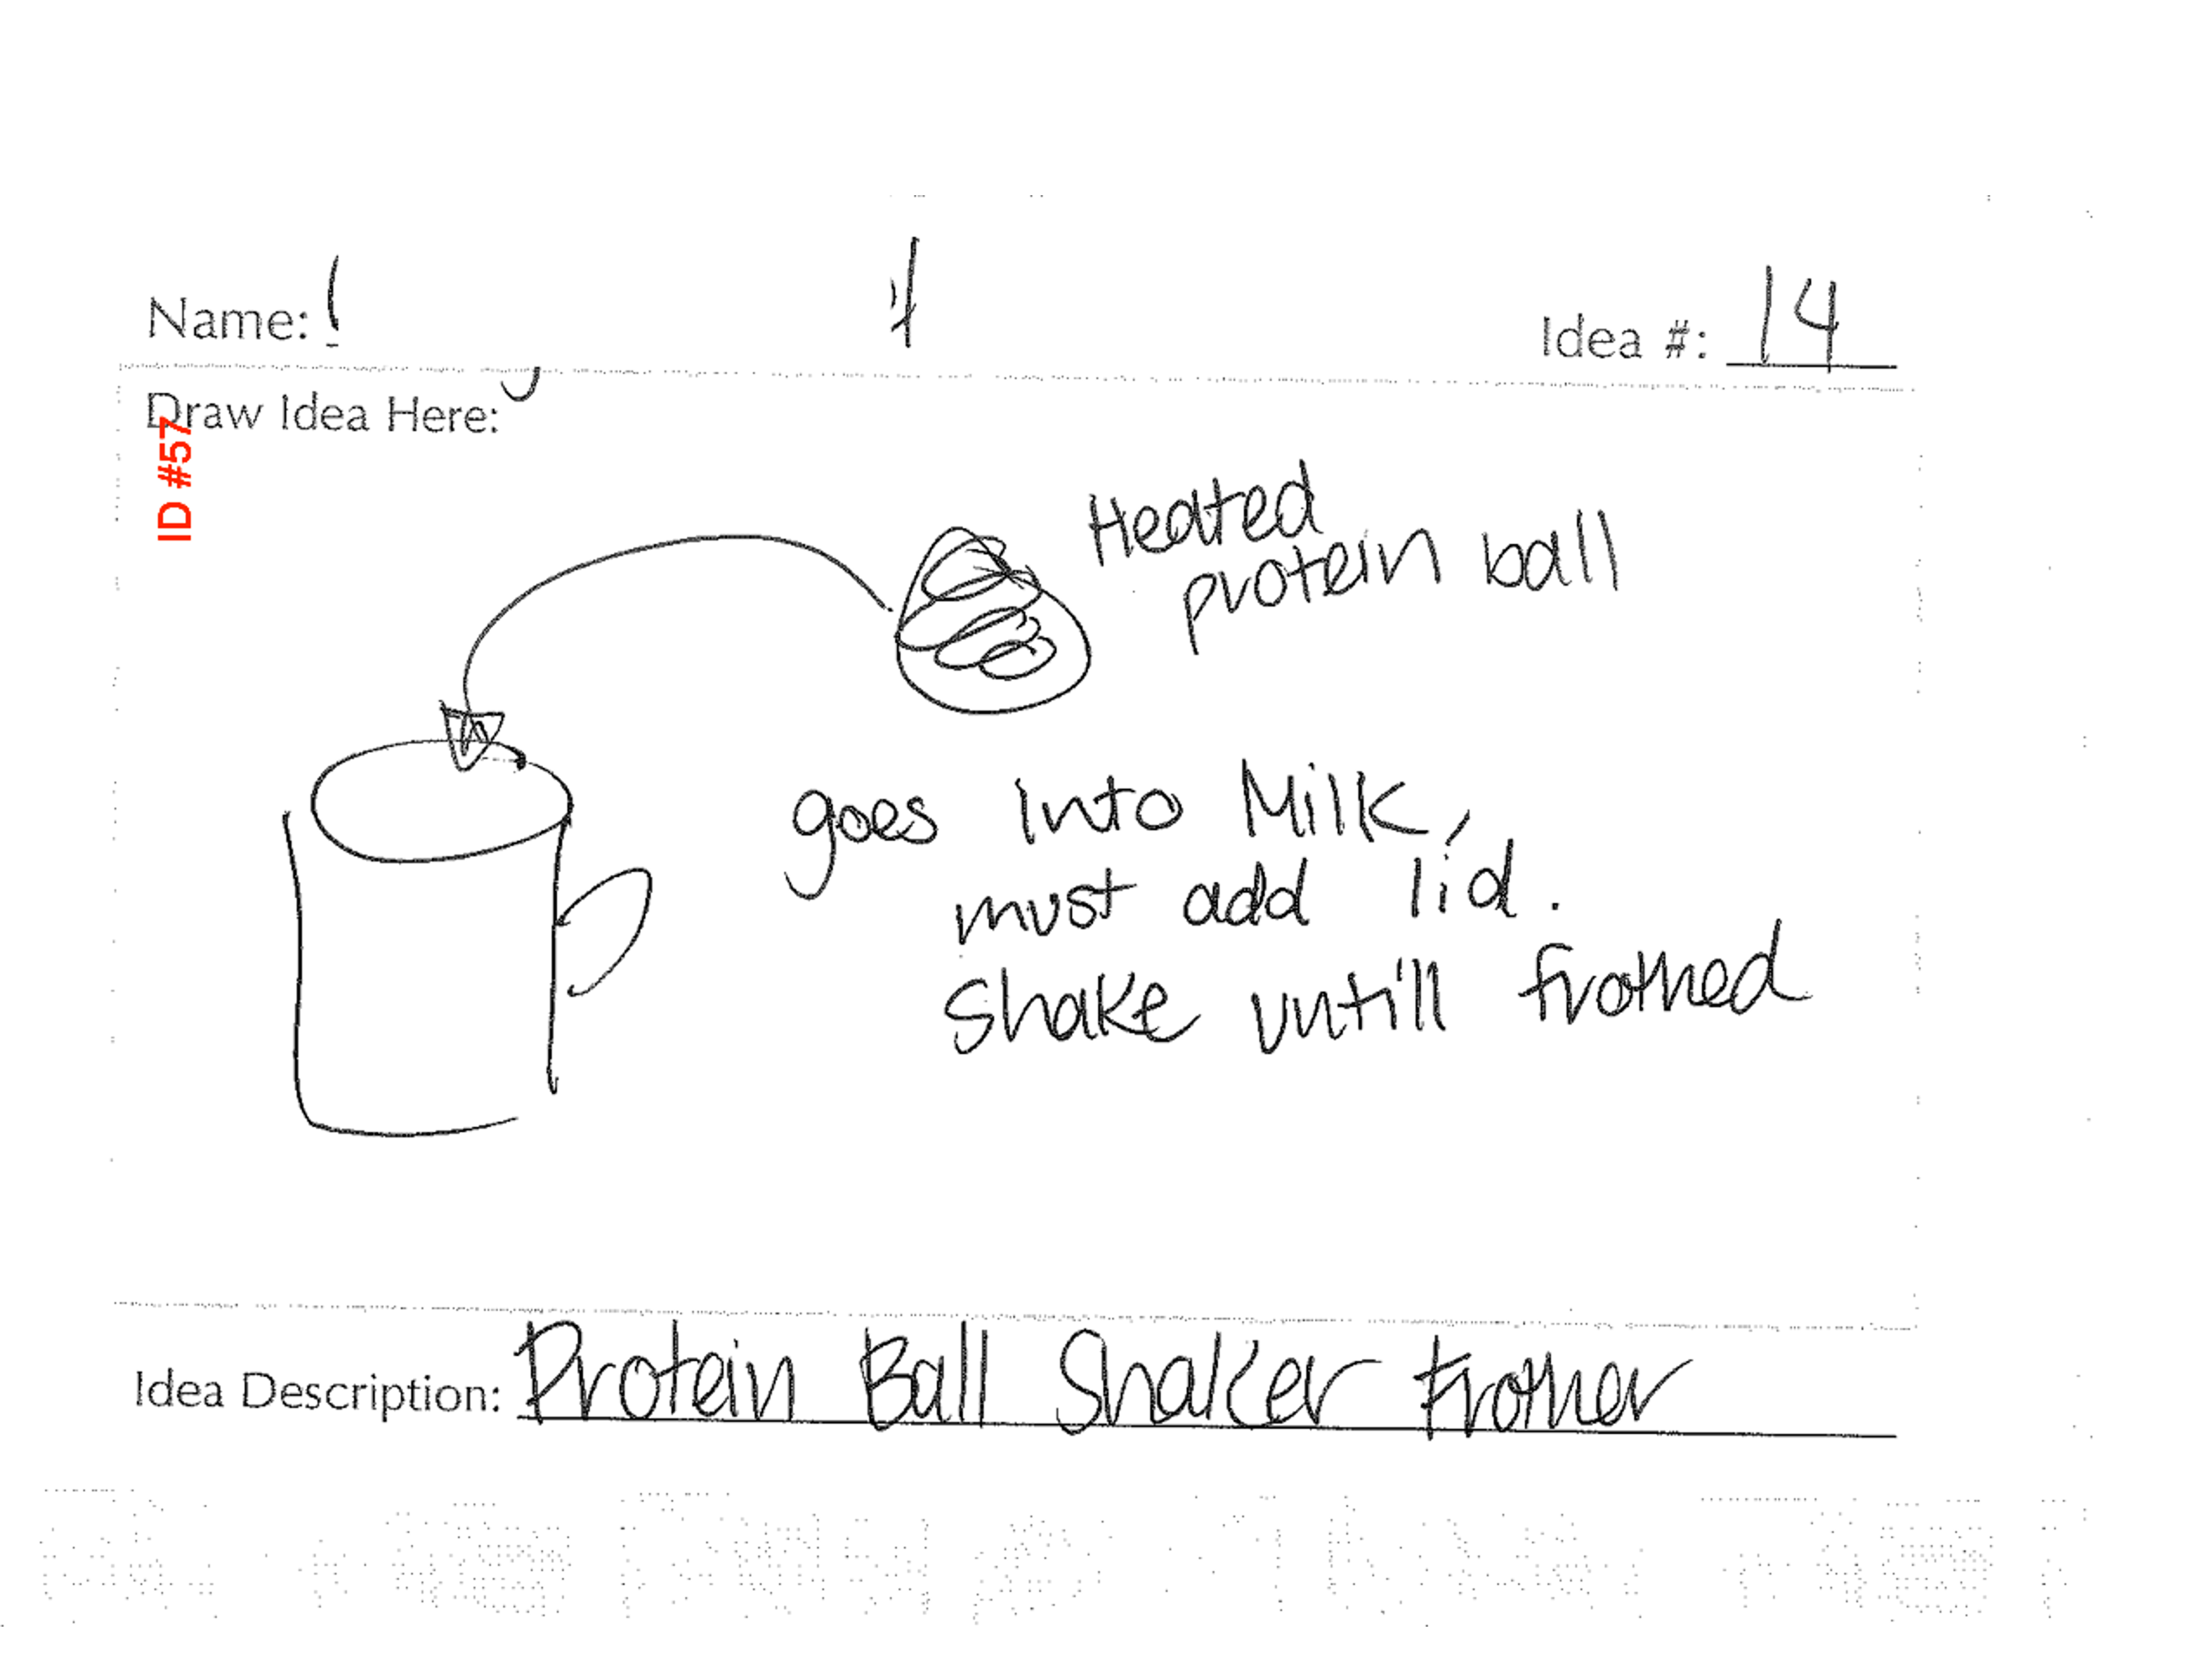 Name:
Idea #: 14
Draw Idea Here:
ID #57
Heated
protein ball
goes into Milk,
must add lid.
Shake untill frothed
Idea Description: Protein Ball Shaker Frother